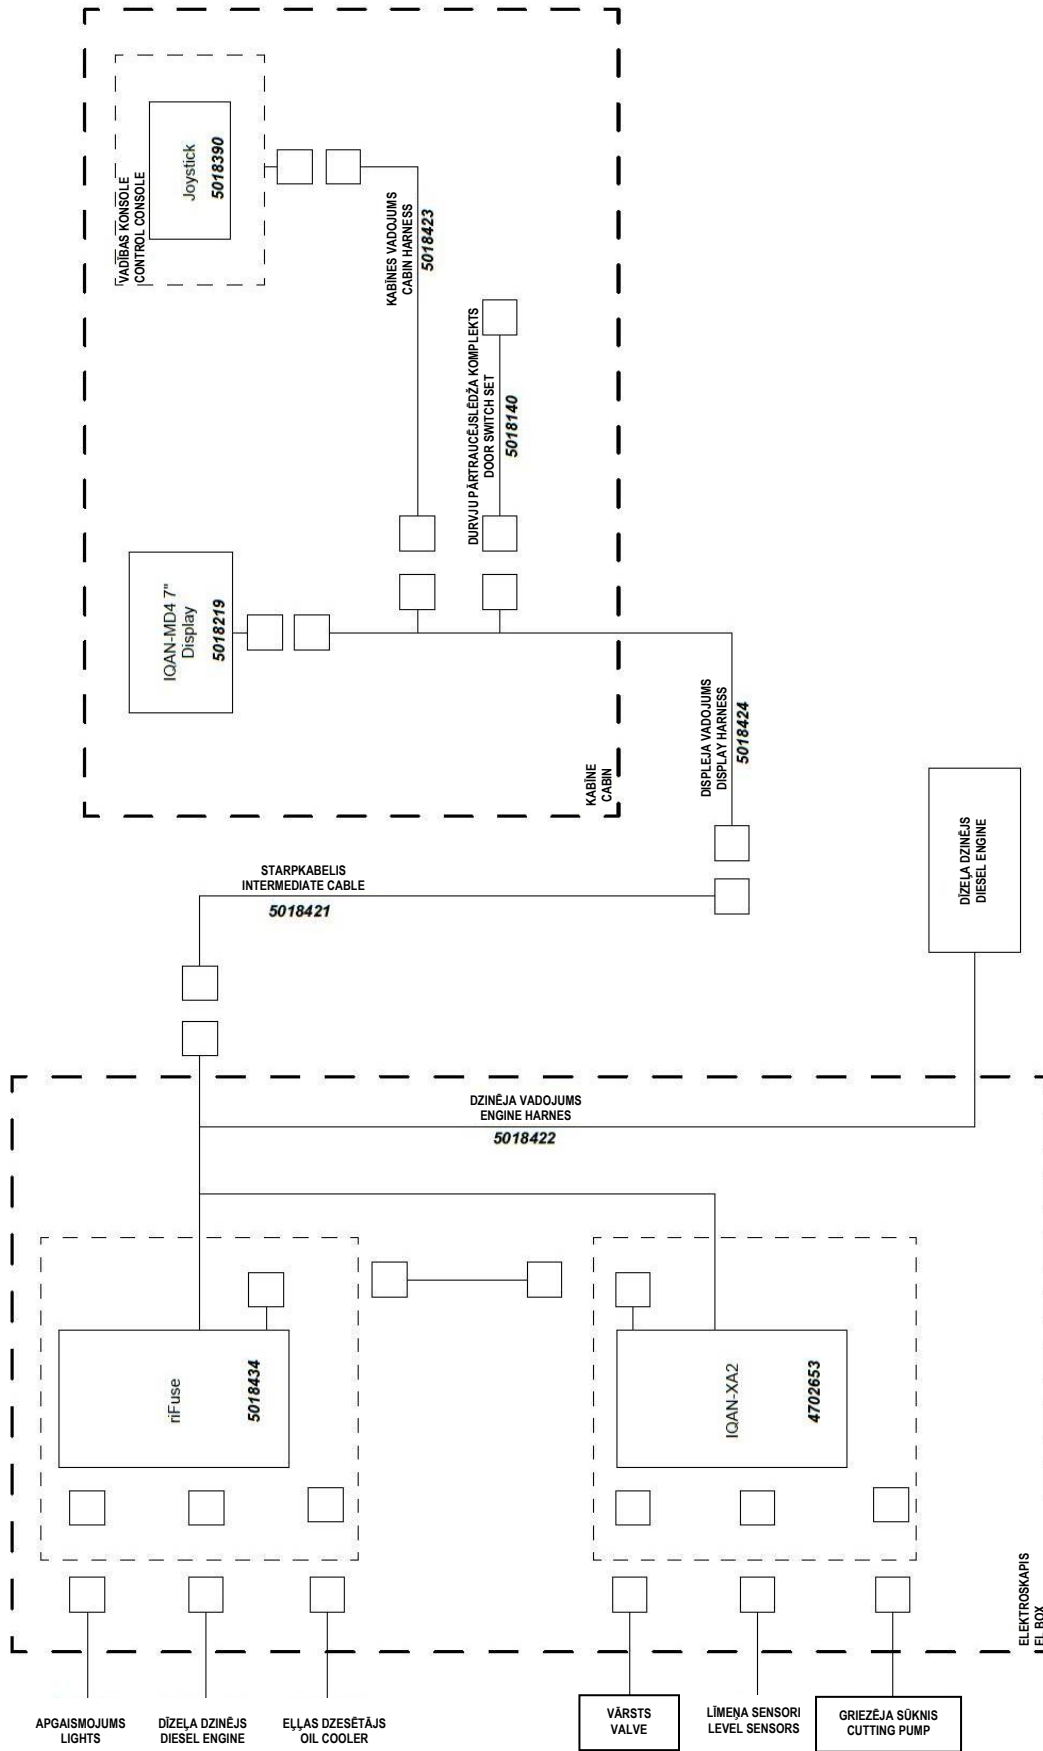 VADĪBAS KONSOLE
CONTROL CONSOLE
Joystick
5018390
KABĪNES VADOJUMS
CABIN HARNESS
5018423
DURVJU PĀRTRAUCĒJSLĒDŽA KOMPLEKTS
DOOR SWITCH SET
5018140
IQAN-MD4 7"
Display
5018219
KABĪNE
CABIN
DISPLEJA VADOJUMS
DISPLAY HARNESS
5018424
DĪZEĻA DZINĒJS
DIESEL ENGINE
STARPKABELIS
INTERMEDIATE CABLE
5018421
DZINĒJA VADOJUMS
ENGINE HARNES
5018422
riFuse
5018434
IQAN-XA2
4702653
ELEKTROSKAPIS
EL BOX
APGAISMOJUMS
LIGHTS
DĪZEĻA DZINĒJS
DIESEL ENGINE
EĻĻAS DZESĒTĀJS
OIL COOLER
VĀRSTS
VALVE
LĪMEŅA SENSORI
LEVEL SENSORS
GRIEZĒJA SŪKNIS
CUTTING PUMP